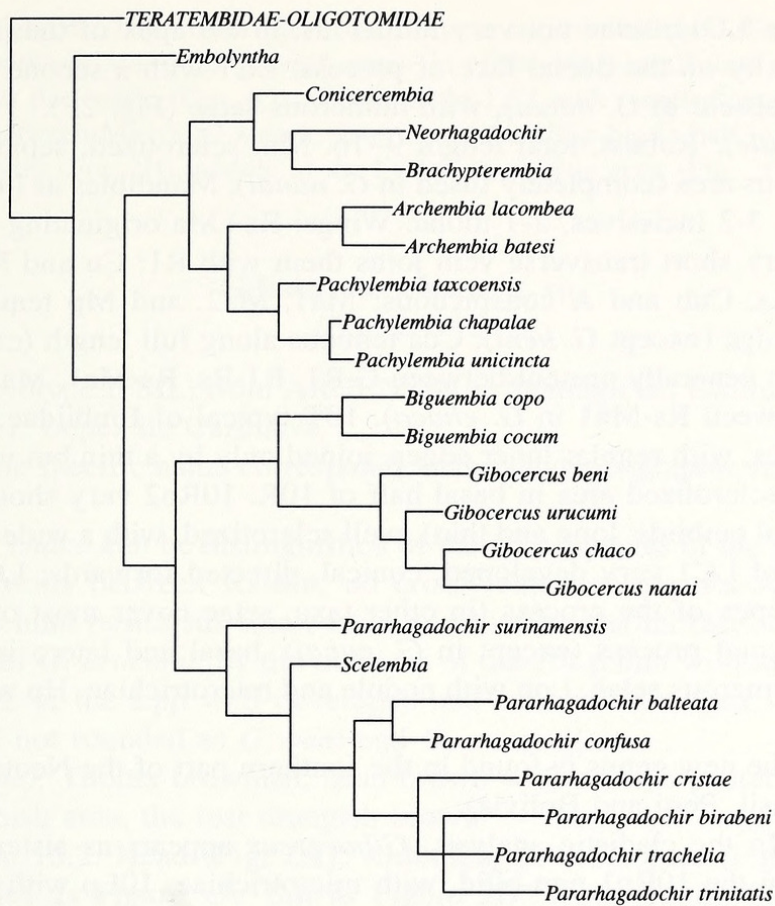 TERATEMBIDAE-OLIGOTOMIDAE
Embolyntha
Conicercembia
Neorhagadochir
Brachypterembia
Archembia lacombea
Archembia batesi
Pachylembia taxcoensis
Pachylembia chapalae
Pachylembia unicincta
Biguembia copo
Biguembia cocum
Gibocercus beni
Gibocercus urucumi
Gibocercus chaco
Gibocercus nanai
Pararhagadochir surinamensis
Scelembia
Pararhagadochir balteata
Pararhagadochir confusa
Pararhagadochir cristae
Pararhagadochir birabeni
Pararhagadochir trachelia
Pararhagadochir trinitatis